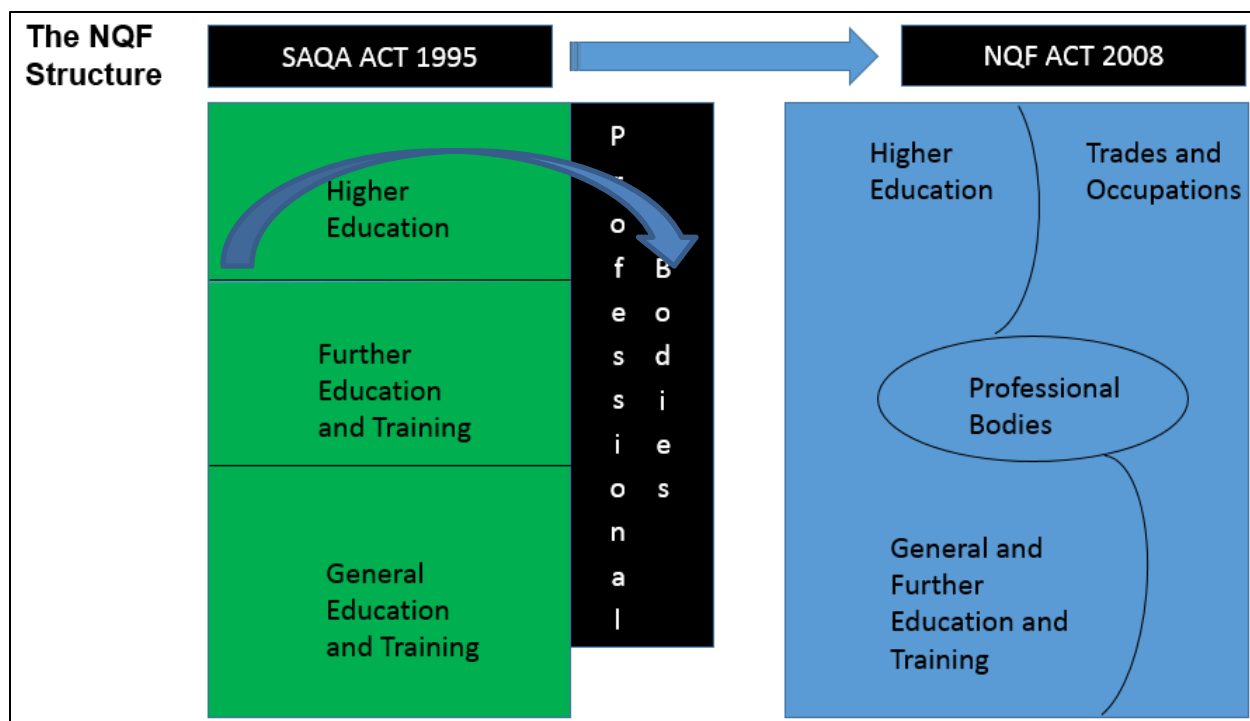 The NQF
Structure
SAQA ACT 1995
NQF ACT 2008
Higher
Education
Further
Education
and Training
General
Education
and Training
Professional
Bodies
Higher
Education
Trades and
Occupations
Professional
Bodies
General and
Further
Education and
Training